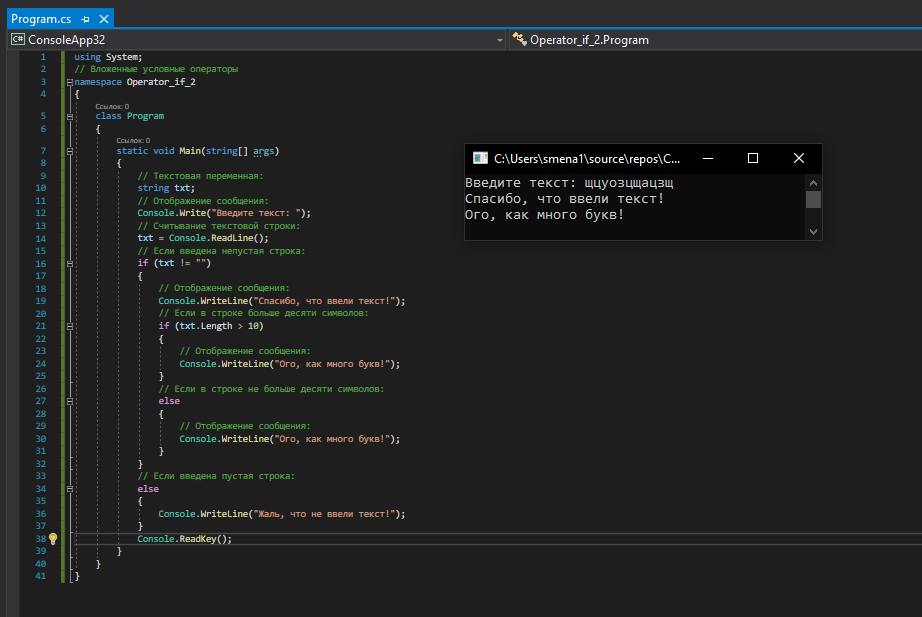 Program.cs
C# ConsoleApp32
Operator_if_2.Program
1 using System;
2 // Вложенные условные операторы
3 namespace Operator_if_2
4 {
Ссылок: 0
5 class Program
6 {
Ссылок: 0
7 static void Main(string[] args)
8 {
9 // Текстовая переменная:
10 string txt;
11 // Отображение сообщения:
12 Console.Write("Введите текст: ");
13 // Считывание текстовой строки:
14 txt = Console.ReadLine();
15 // Если введена непустая строка:
16 if (txt != "")
17 {
18 // Отображение сообщения:
19 Console.WriteLine("Спасибо, что ввели текст!");
20 // Если в строке больше десяти символов:
21 if (txt.Length > 10)
22 {
23 // Отображение сообщения:
24 Console.WriteLine("Ого, как много букв!");
25 }
26 // Если в строке не больше десяти символов:
27 else
28 {
29 // Отображение сообщения:
30 Console.WriteLine("Ого, как много букв!");
31 }
32 }
33 // Если введена пустая строка:
34 else
35 {
36 Console.WriteLine("Жаль, что не ввели текст!");
37 }
38 Console.ReadKey();
39 }
40 }
41 }
C:\Users\smena1\source\repos\C...
Введите текст: щцуозцщацзщ
Спасибо, что ввели текст!
Ого, как много букв!